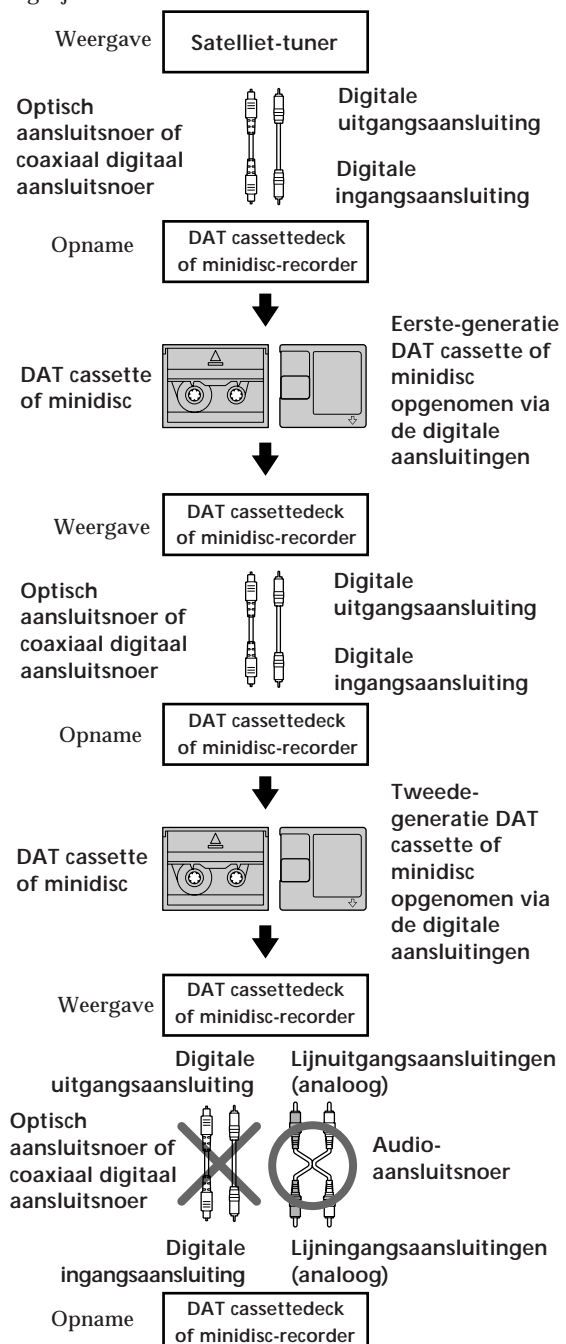 Weergave
Satelliet-tuner
Optisch
aansluitsnoer of
coaxiaal digitaal
aansluitsnoer
Digitale
uitgangsaansluiting
Digitale
ingangsaansluiting
Opname
DAT cassettedeck
of minidisc-recorder
DAT cassette
of minidisc
Eerste-generatie
DAT cassette of
minidisc
opgenomen via
de digitale
aansluitingen
Weergave
DAT cassettedeck
of minidisc-recorder
Optisch
aansluitsnoer of
coaxiaal digitaal
aansluitsnoer
Digitale
uitgangsaansluiting
Digitale
ingangsaansluiting
Opname
DAT cassettedeck
of minidisc-recorder
DAT cassette
of minidisc
Tweede-
generatie DAT
cassette of
minidisc
opgenomen via
de digitale
aansluitingen
Weergave
DAT cassettedeck
of minidisc-recorder
Digitale
uitgangsaansluiting
Lijnuitgangsaansluitingen
(analoog)
Optisch
aansluitsnoer of
coaxiaal digitaal
aansluitsnoer
Audio-
aansluitsnoer
Digitale
ingangsaansluiting
Lijningangsaansluitingen
(analoog)
Opname
DAT cassettedeck
of minidisc-recorder